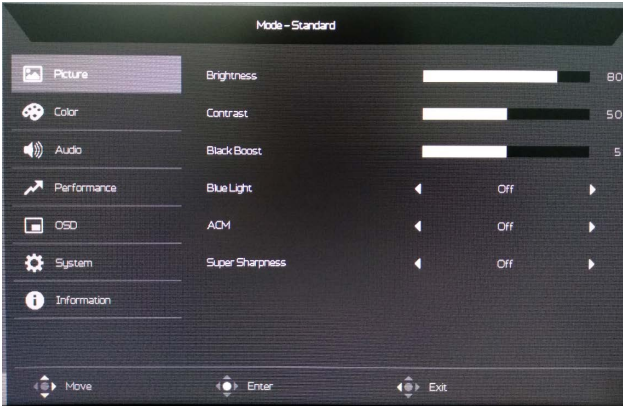 Mode - Standard
Picture
Brightness 80
Color
Contrast 50
Audio
Black Boost 5
Performance
Blue Light Off
OSD
ACM Off
System
Super Sharpness Off
Information
Move Enter Exit